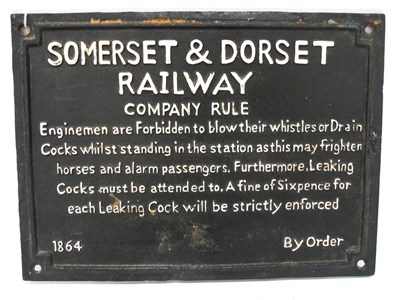 SOMERSET & DORSET
RAILWAY
COMPANY RULE
Enginemen are Forbidden to blow their whistles or Drain
Cocks whilst standing in the station as this may frighten
horses and alarm passengers. Furthermore, Leaking
Cocks must be attended to. A fine of Sixpence for
each Leaking Cock will be strictly enforced
1864 By Order